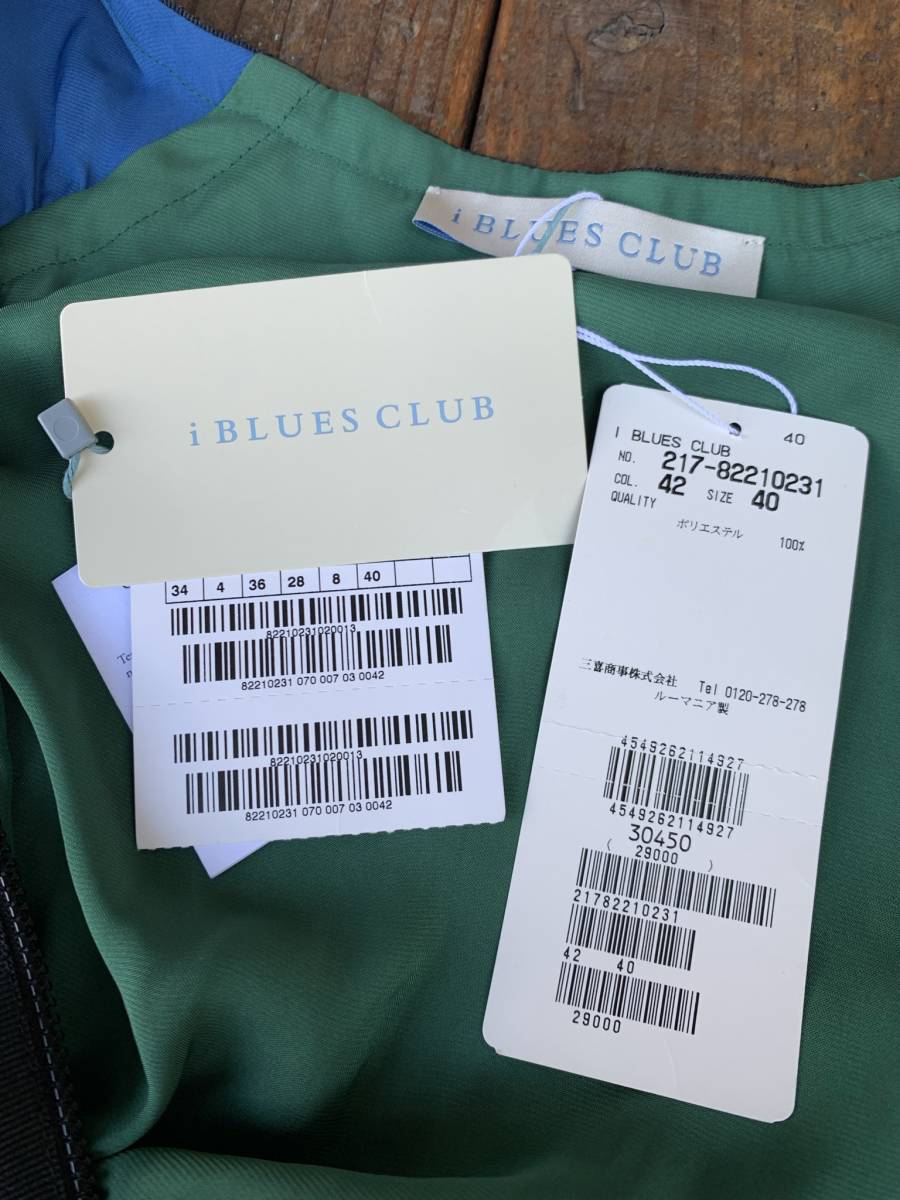 i BLUES CLUB
i BLUES CLUB
34 4 36 28 8 40
82210231020013
82210231 070 007 03 0042
82210231020013
82210231 070 007 03 0042
40
I BLUES CLUB
NO. 217-82210231
COL. 42 SIZE 40
QUALITY
ポリエステル 100%
三喜商事株式会社 Tel 0120-278-278
ルーマニア製
4549262114927
4549262114927
30450
( 29000 )
21782210231
42 40
29000